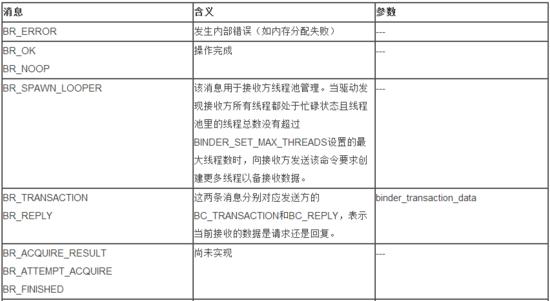 消息 含义 参数
BR_ERROR 发生内部错误（如内存分配失败） ---
BR_OK 操作完成 ---
BR_NOOP
BR_SPAWN_LOOPER 该消息用于接收方线程池管理。当驱动 ---
发现接收方所有线程都处于忙碌状态且线程
池里的线程总数没有超过
BINDER_SET_MAX_THREADS设置的最
大线程数时，向接收方发送该命令要求创
建更多线程以备接收数据。
BR_TRANSACTION 这两条消息分别对应发送方的 binder_transaction_data
BR_REPLY BC_TRANSACTION和BC_REPLY，表示
当前接收的数据是请求还是回复。
BR_ACQUIRE_RESULT 尚未实现 ---
BR_ATTEMPT_ACQUIRE
BR_FINISHED